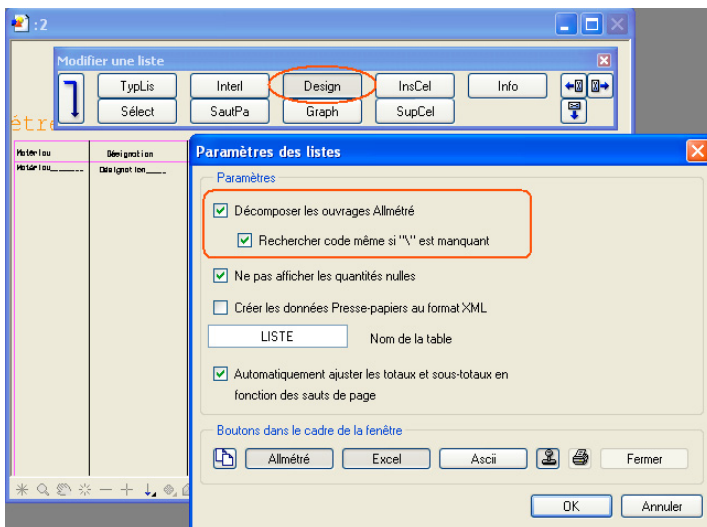 :2
Modifier une liste
TypLis Interl Design InsCel Info
Sélect SautPa Graph SupCel
étré
Matériau Désignation
Matériau_______ Désignation____
Paramètres des listes
Paramètres
Décomposer les ouvrages Allmétré
Rechercher code même si "\" est manquant
Ne pas afficher les quantités nulles
Créer les données Presse-papiers au format XML
LISTE Nom de la table
Automatiquement ajuster les totaux et sous-totaux en
fonction des sauts de page
Boutons dans le cadre de la fenêtre
Allmétré Excel Ascii Fermer
OK Annuler